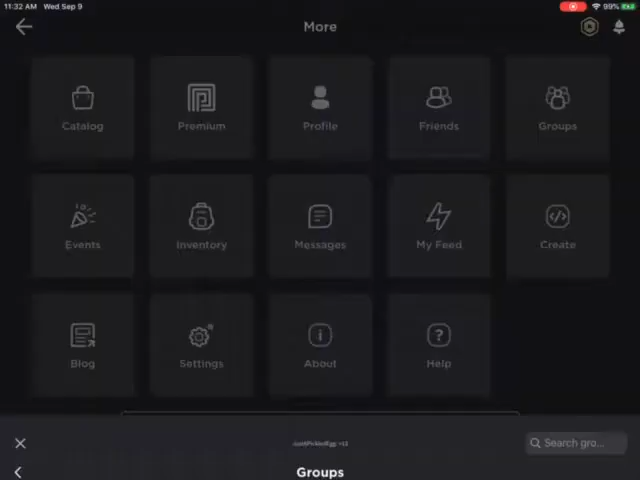 11:32 AM Wed Sep 9 99%
More
Catalog Premium Profile Friends Groups
Events Inventory Messages My Feed Create
Blog Settings About Help
Search gro...
Groups